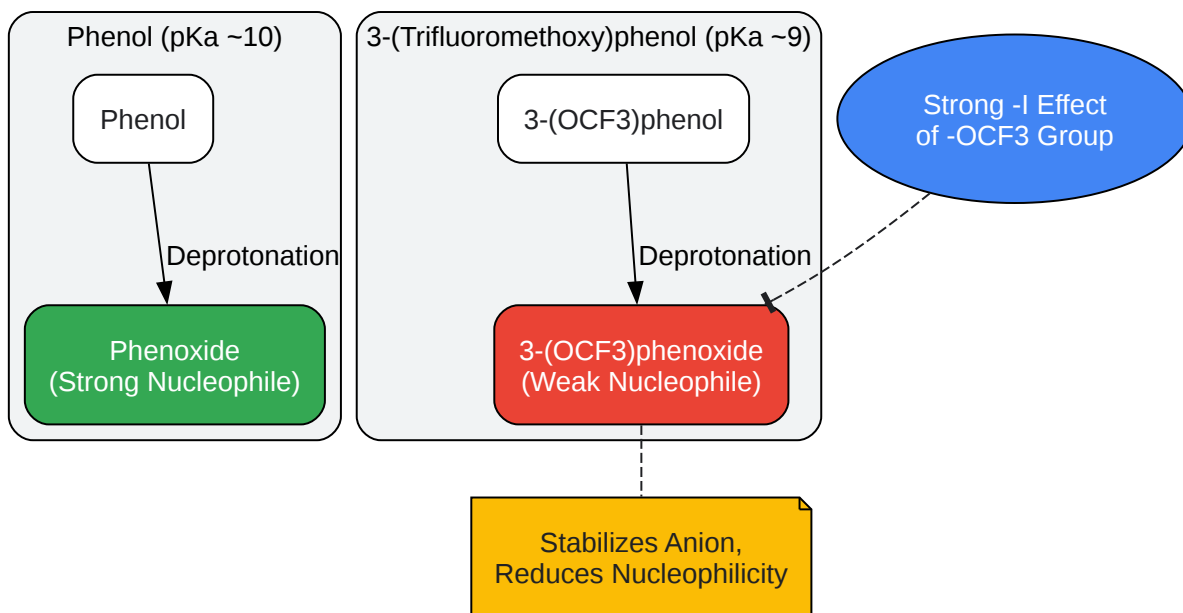 Phenol (pKa ~10)
Phenol
Deprotonation
Phenoxide
(Strong Nucleophile)
3-(Trifluoromethoxy)phenol (pKa ~9)
3-(OCF3)phenol
Deprotonation
3-(OCF3)phenoxide
(Weak Nucleophile)
Strong -I Effect
of -OCF3 Group
Stabilizes Anion,
Reduces Nucleophilicity